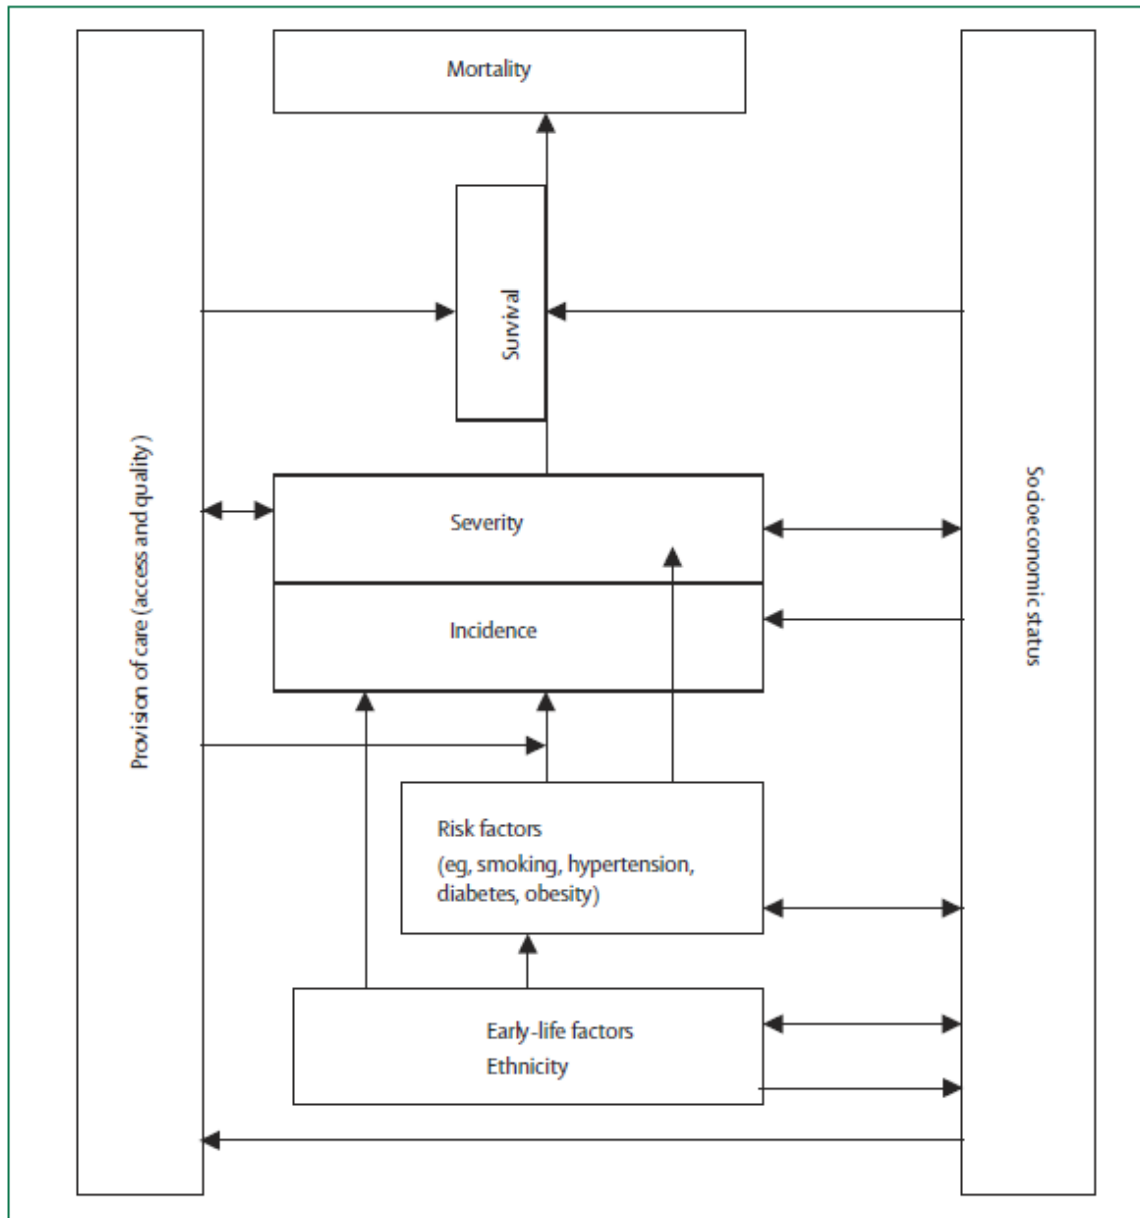 Mortality
Survival
Provision of care (access and quality)
Socioeconomic status
Severity
Incidence
Risk factors
(eg, smoking, hypertension,
diabetes, obesity)
Early-life factors
Ethnicity